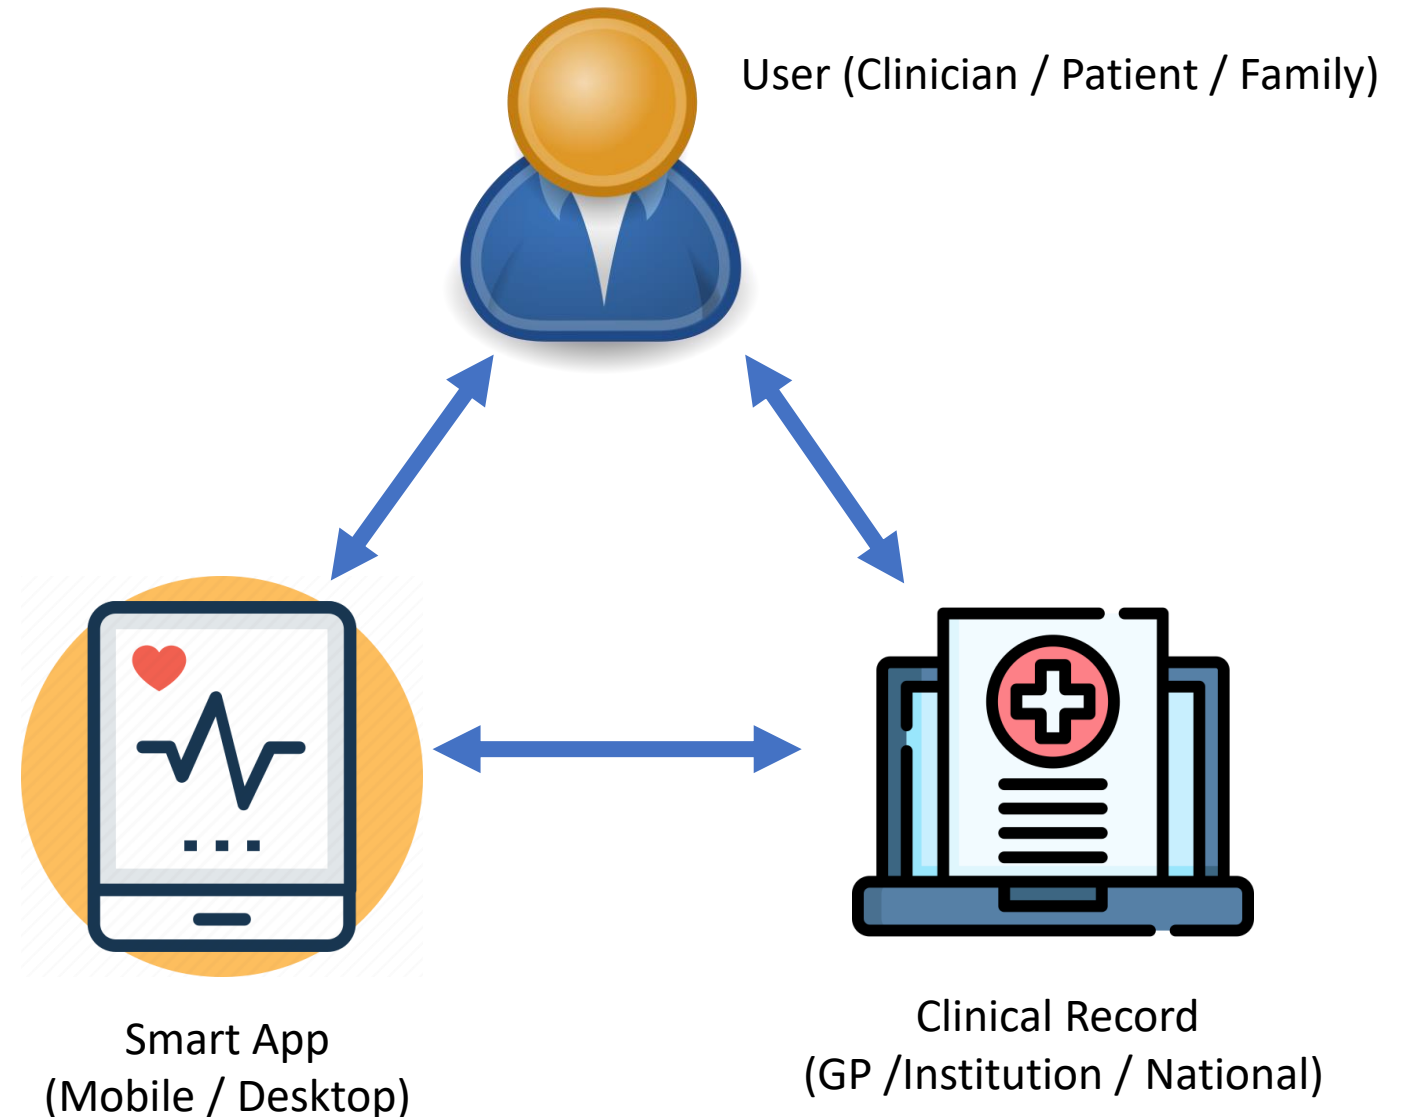 User (Clinician / Patient / Family)
Smart App
(Mobile / Desktop)
Clinical Record
(GP /Institution / National)